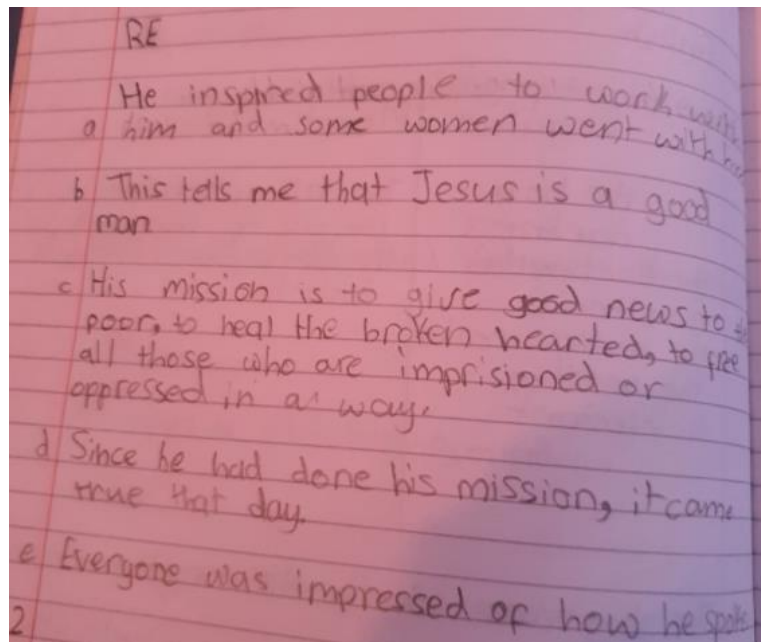 RE
He inspired people to work with
a him and some women went with him
b This tells me that Jesus is a good
man
c His mission is to give good news to
poor, to heal the broken hearted, to free
all those who are imprisioned or
oppressed in a way.
d Since he had done his mission, it came
true that day.
e Everyone was impressed of how he spoke
2